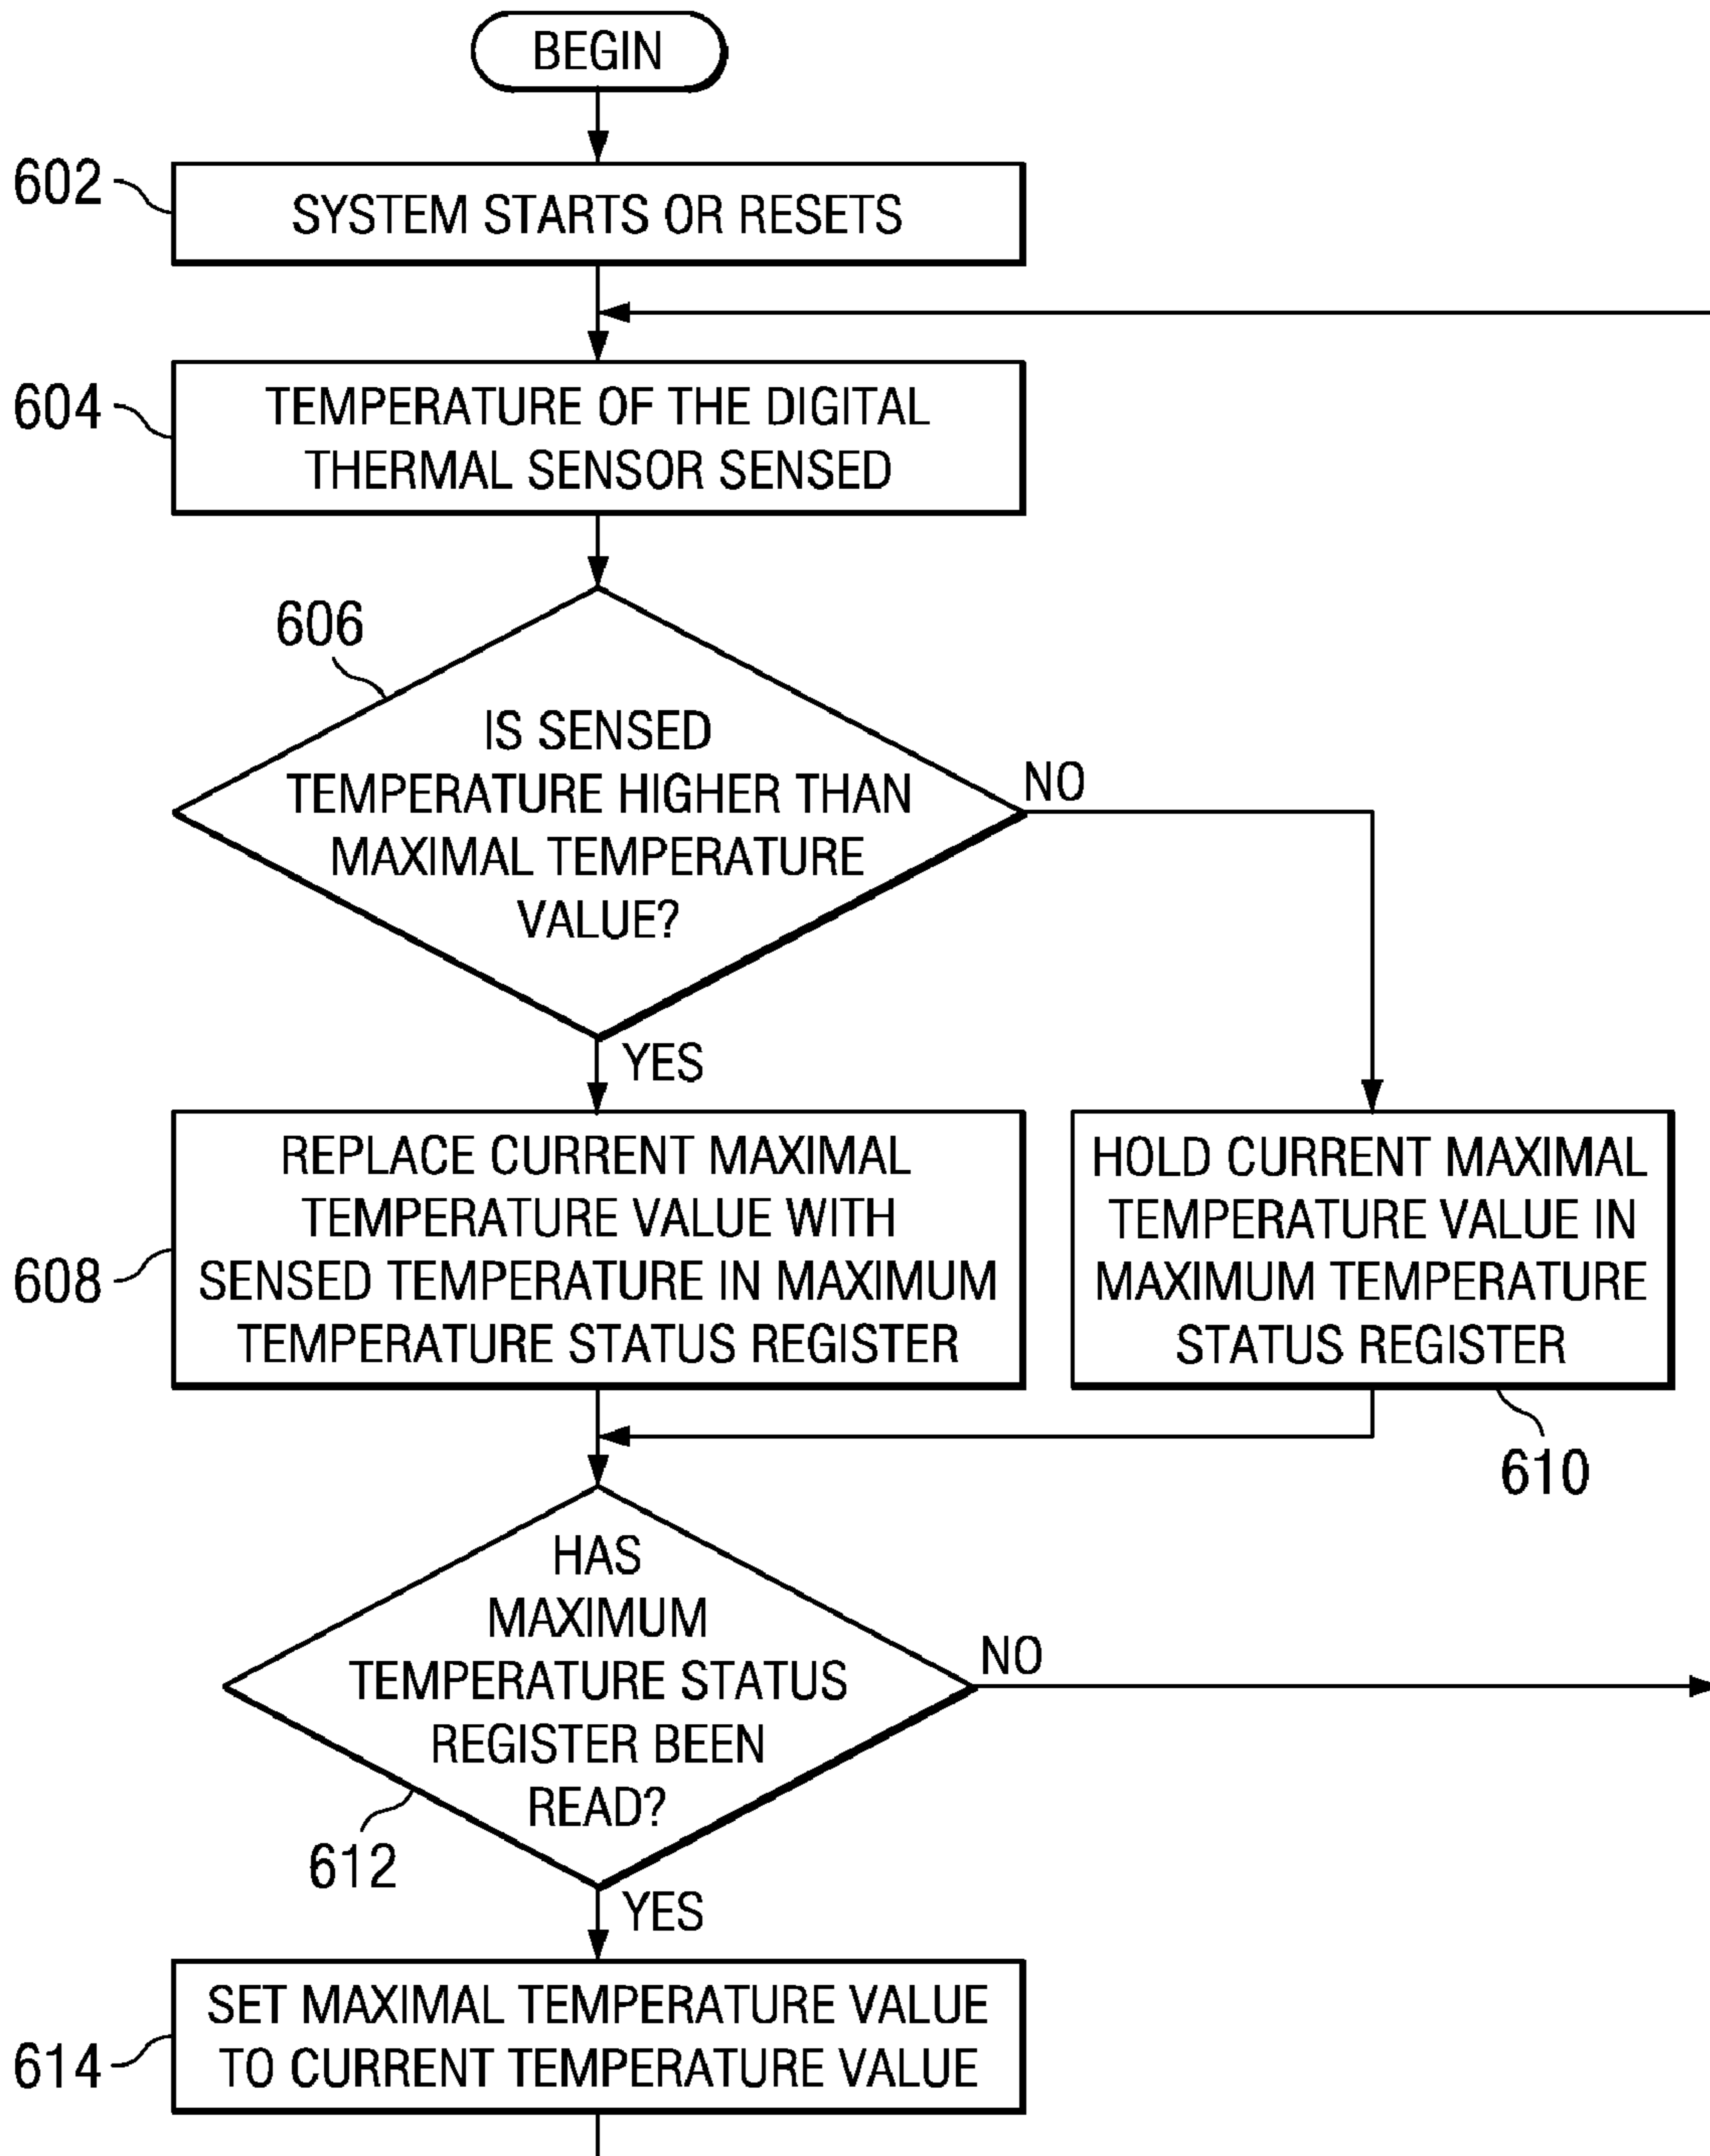 BEGIN
602
SYSTEM STARTS OR RESETS
604
TEMPERATURE OF THE DIGITAL
THERMAL SENSOR SENSED
606
IS SENSED
TEMPERATURE HIGHER THAN
MAXIMAL TEMPERATURE
VALUE?
NO
YES
608
REPLACE CURRENT MAXIMAL
TEMPERATURE VALUE WITH
SENSED TEMPERATURE IN MAXIMUM
TEMPERATURE STATUS REGISTER
HOLD CURRENT MAXIMAL
TEMPERATURE VALUE IN
MAXIMUM TEMPERATURE
STATUS REGISTER
610
HAS
MAXIMUM
TEMPERATURE STATUS
REGISTER BEEN
READ?
NO
612
YES
614
SET MAXIMAL TEMPERATURE VALUE
TO CURRENT TEMPERATURE VALUE